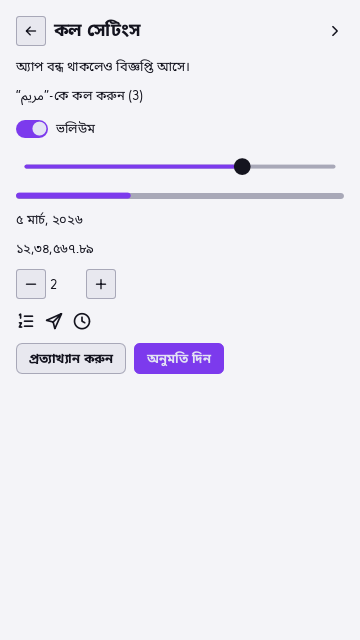 কল সেটিংস
অ্যাপ বন্ধ থাকলেও বিজ্ঞপ্তি আসে।
“مريم”-কে কল করুন (3)
ভলিউম
৫ মার্চ, ২০২৬
১২,৩৪,৫৬৭.৮৯
2
প্রত্যাখ্যান করুন অনুমতি দিন